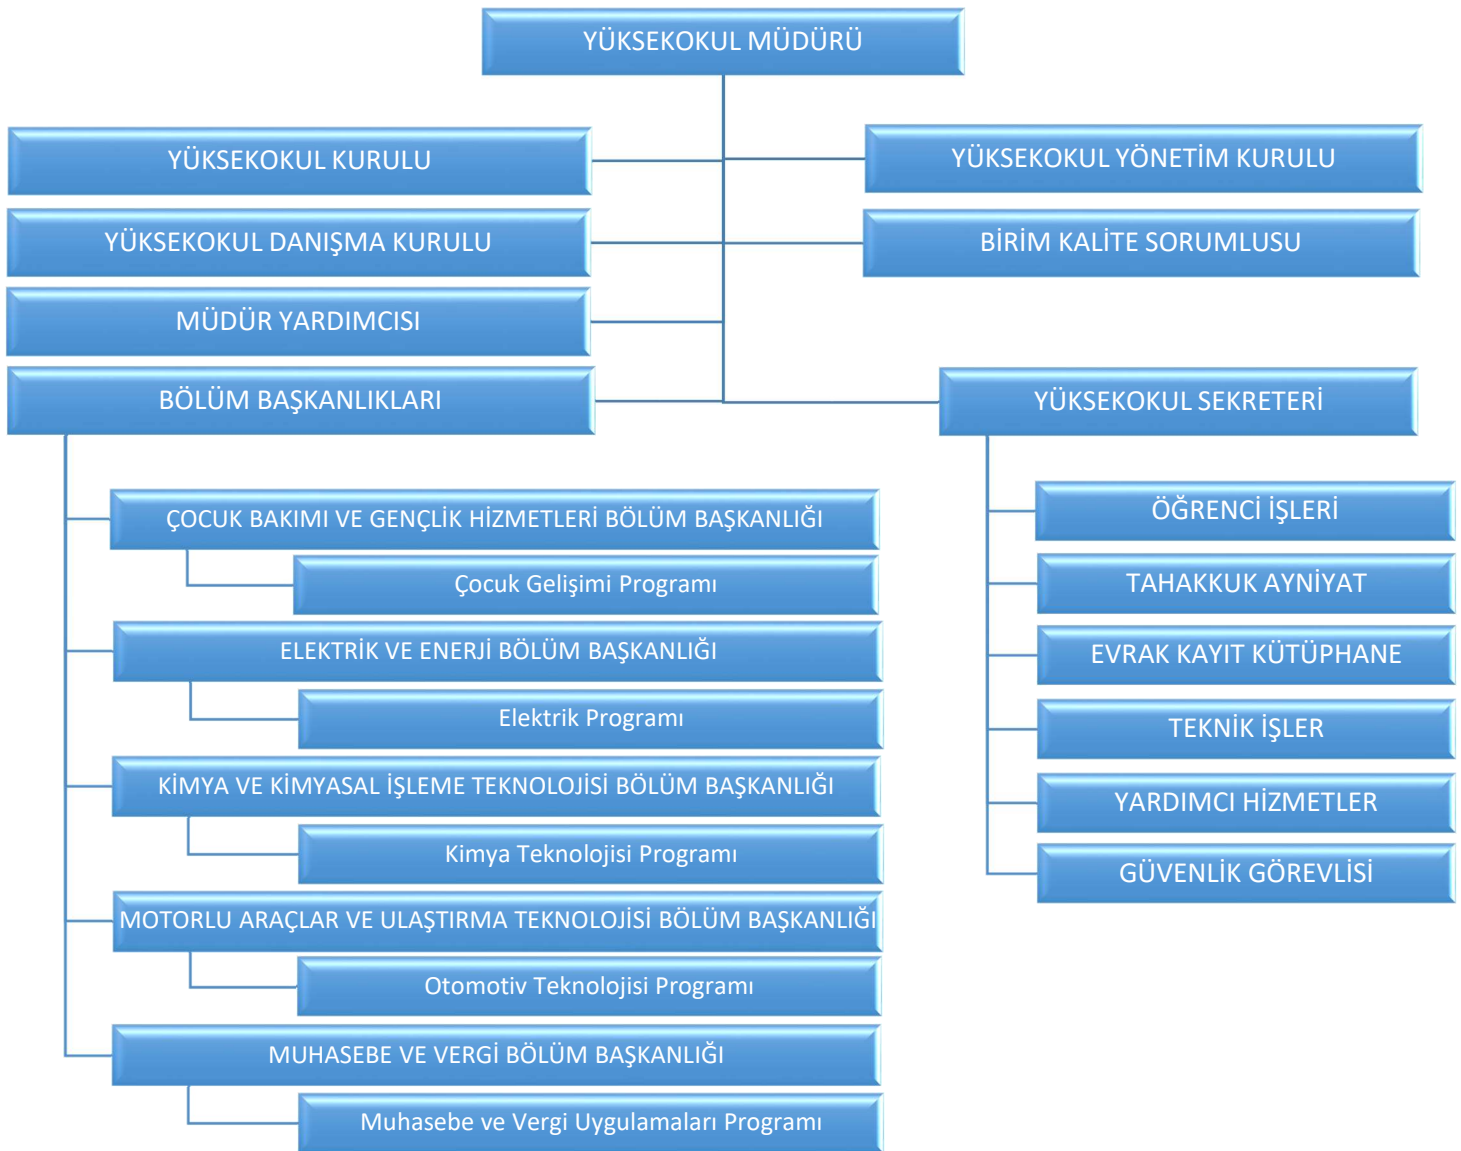 YÜKSEKOKUL MÜDÜRÜ
YÜKSEKOKUL KURULU
YÜKSEKOKUL YÖNETİM KURULU
YÜKSEKOKUL DANIŞMA KURULU
BİRİM KALİTE SORUMLUSU
MÜDÜR YARDIMCISI
BÖLÜM BAŞKANLIKLARI
ÇOCUK BAKIMI VE GENÇLİK HİZMETLERİ BÖLÜM BAŞKANLIĞI
Çocuk Gelişimi Programı
ELEKTRİK VE ENERJİ BÖLÜM BAŞKANLIĞI
Elektrik Programı
KİMYA VE KİMYASAL İŞLEME TEKNOLOJİSİ BÖLÜM BAŞKANLIĞI
Kimya Teknolojisi Programı
MOTORLU ARAÇLAR VE ULAŞTIRMA TEKNOLOJİSİ BÖLÜM BAŞKANLIĞI
Otomotiv Teknolojisi Programı
MUHASEBE VE VERGİ BÖLÜM BAŞKANLIĞI
Muhasebe ve Vergi Uygulamaları Programı
YÜKSEKOKUL SEKRETERİ
ÖĞRENCİ İŞLERİ
TAHAKKUK AYNİYAT
EVRAK KAYIT KÜTÜPHANE
TEKNİK İŞLER
YARDIMCI HİZMETLER
GÜVENLİK GÖREVLİSİ